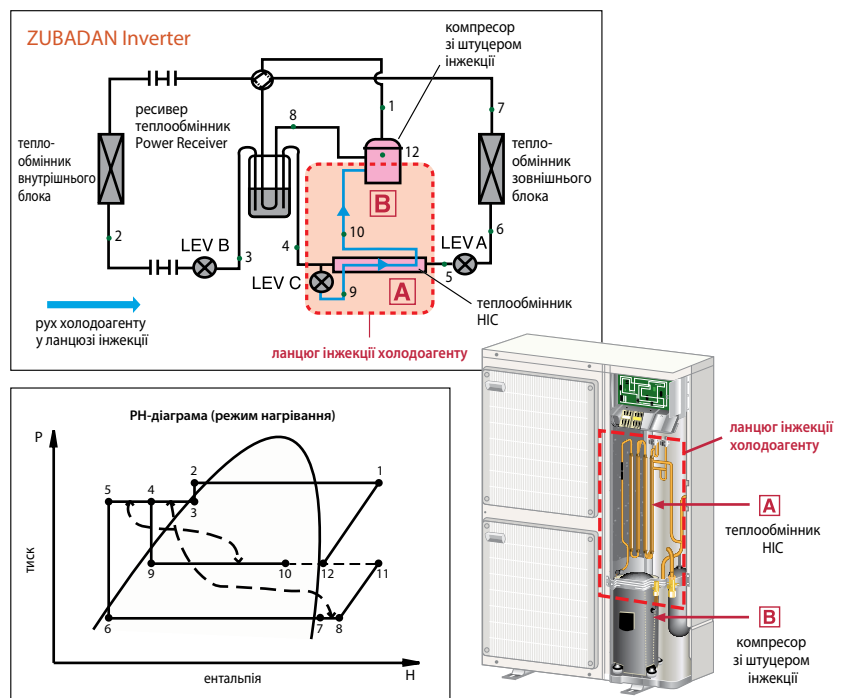 ZUBADAN Inverter
компресор
зі штуцером
інжекції
ресивер
теплообмінник
Power Receiver
8
1
7
12
тепло-
обмінник
внутрішнього
блока
тепло-
обмінник
зовнішнього
блока
B
2
10
6
LEV B
3
4
LEV A
5
LEV C
9
A
теплообмінник
HIC
рух холодоагенту
у ланцюзі інжекції
ланцюг інжекції холодоагенту
РН-діаграма (режим нагрівання)
P
тиск
2
1
5
4
3
9
10
12
11
6
7
8
ентальпія
H
ланцюг інжекції
холодоагенту
A
теплообмінник
HIC
B
компресор
зі штуцером
інжекції